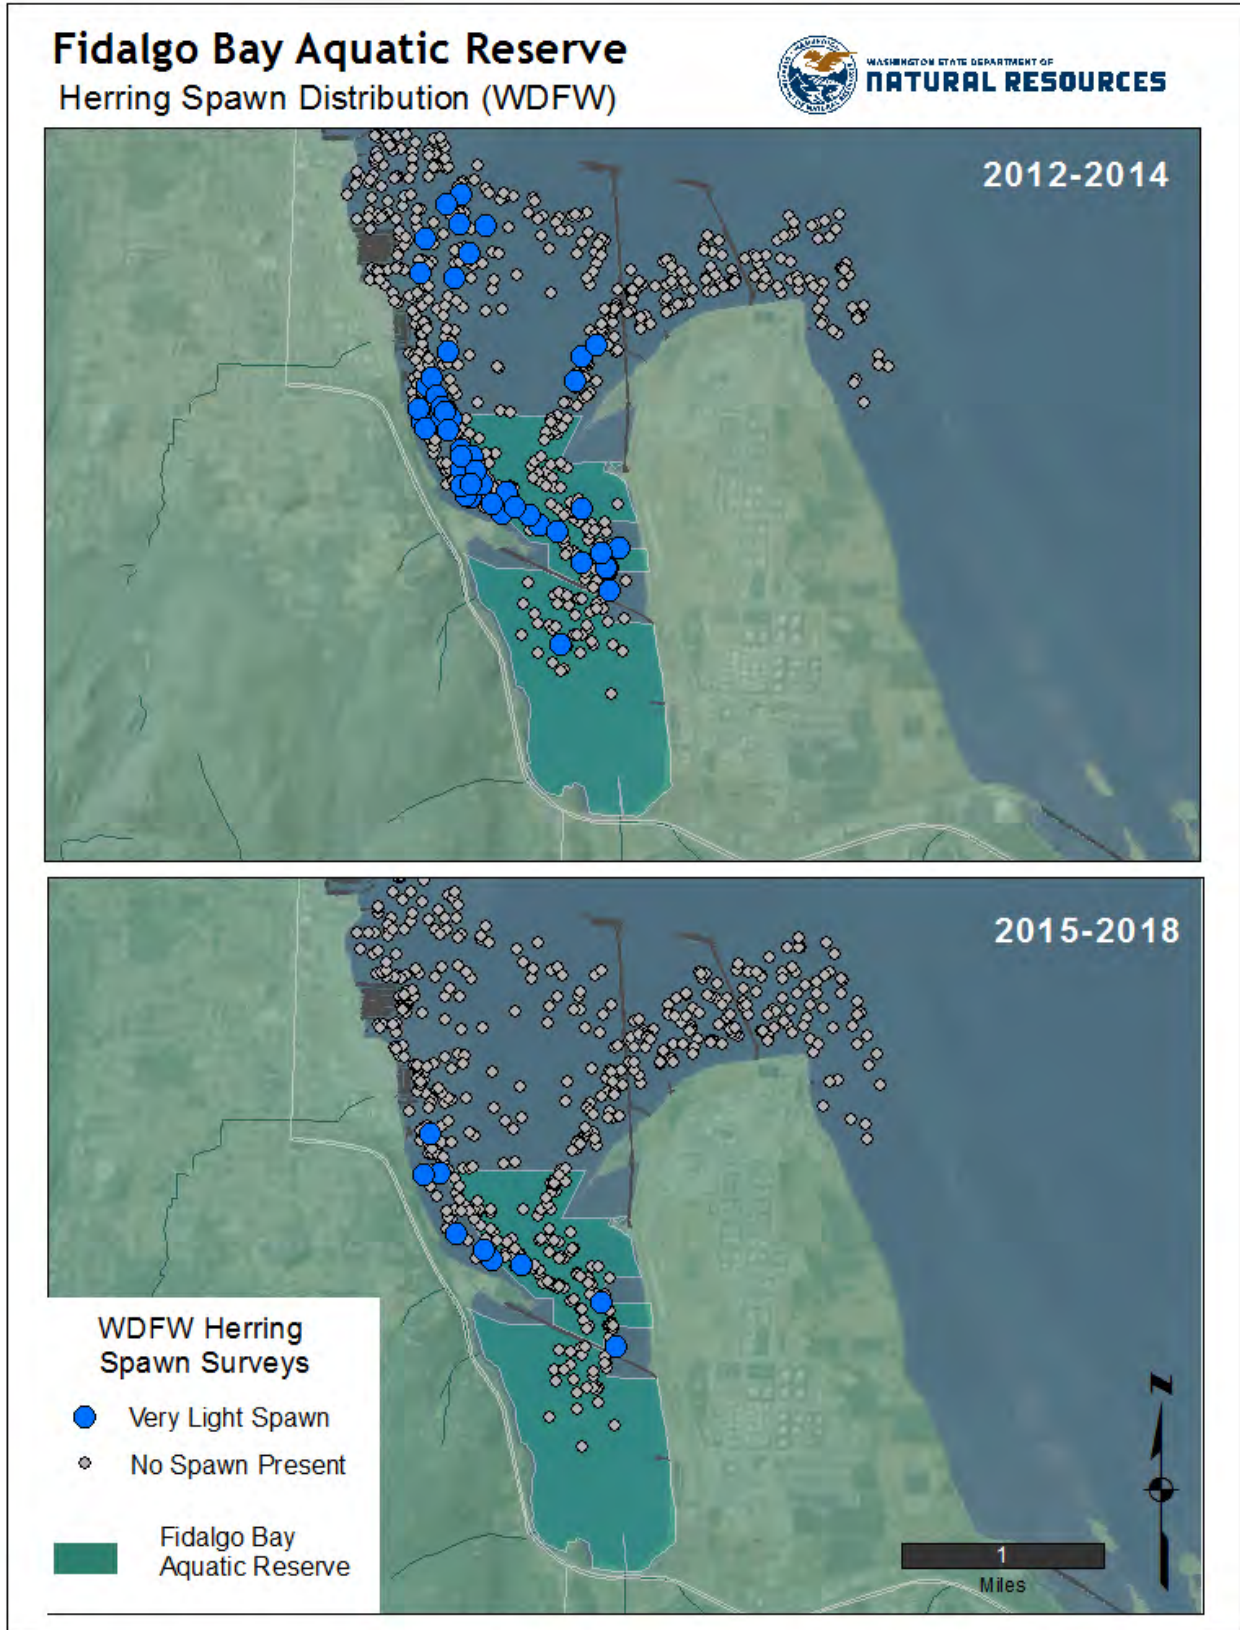 Fidalgo Bay Aquatic Reserve
Herring Spawn Distribution (WDFW)
WASHINGTON STATE DEPARTMENT OF
NATURAL RESOURCES
2012-2014
2015-2018
WDFW Herring
Spawn Surveys
Very Light Spawn
No Spawn Present
Fidalgo Bay
Aquatic Reserve
N
1
Miles